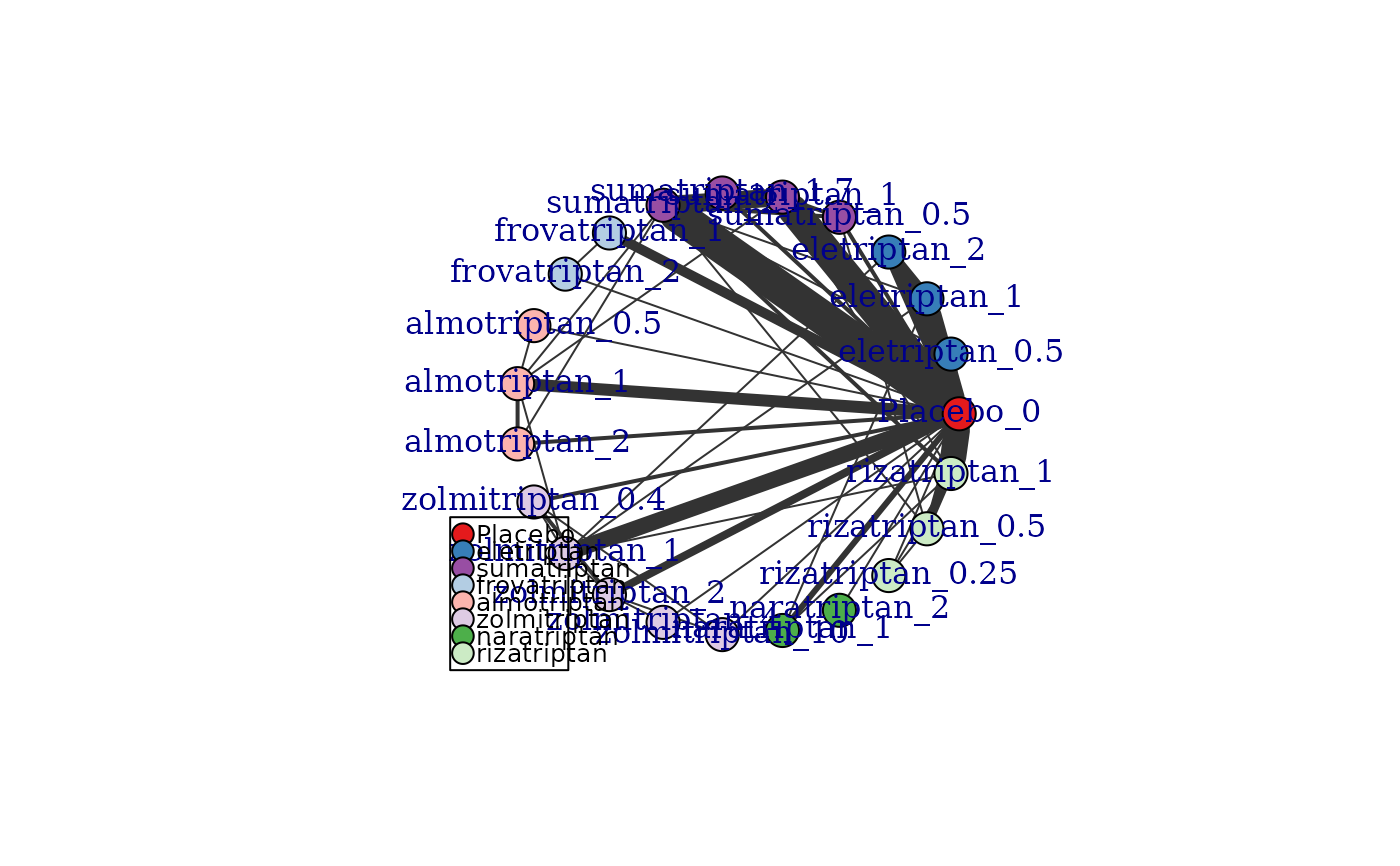 sumatriptan_1.7
sumatriptan_1
sumatriptan_0.5
frovatriptan_1
eletriptan_2
frovatriptan_2
eletriptan_1
almotriptan_0.5
eletriptan_0.5
almotriptan_1
Placebo_0
almotriptan_2
rizatriptan_1
zolmitriptan_0.4
rizatriptan_0.5
zolmitriptan_1
rizatriptan_0.25
zolmitriptan_2
naratriptan_2
naratriptan_1
zolmitriptan_10
Placebo
eletriptan
sumatriptan
frovatriptan
almotriptan
zolmitriptan
naratriptan
rizatriptan